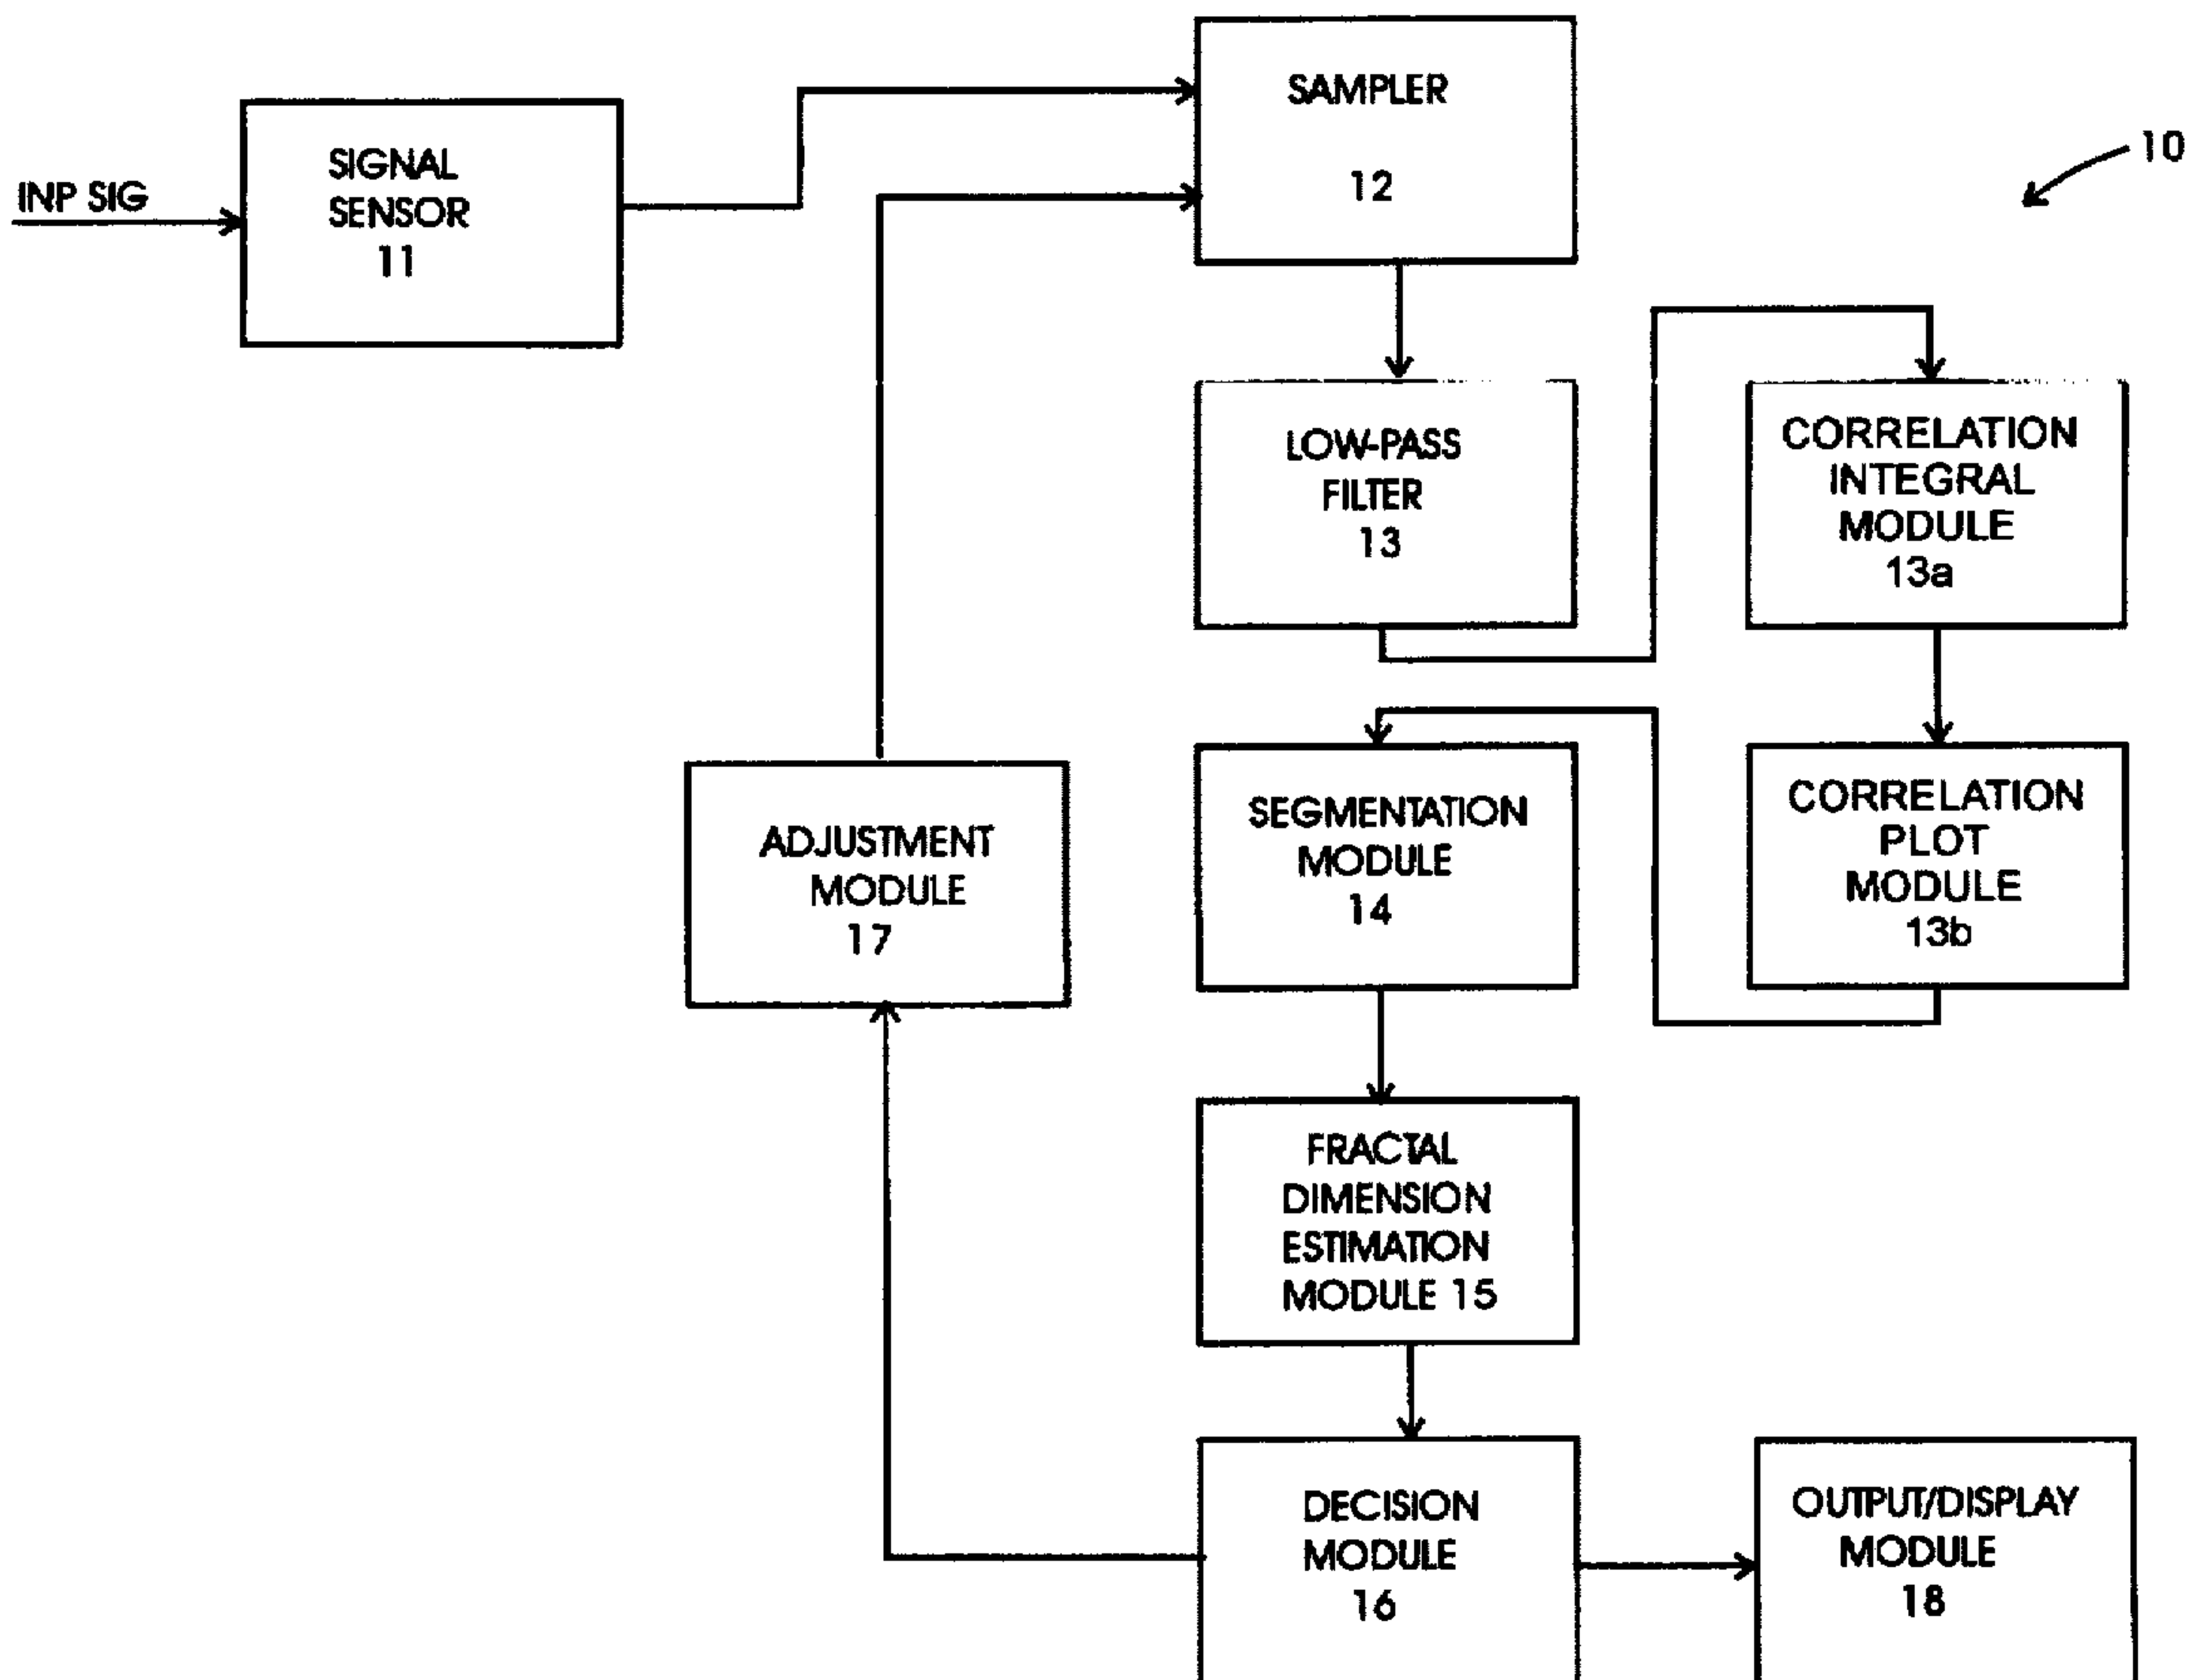 INP SIG
SIGNAL
SENSOR
11
SAMPLER
12
10
LOW-PASS
FILTER
13
CORRELATION
INTEGRAL
MODULE
13a
ADJUSTMENT
MODULE
17
SEGMENTATION
MODULE
14
CORRELATION
PLOT
MODULE
13b
FRACTAL
DIMENSION
ESTIMATION
MODULE 15
DECISION
MODULE
16
OUTPUT/DISPLAY
MODULE
18